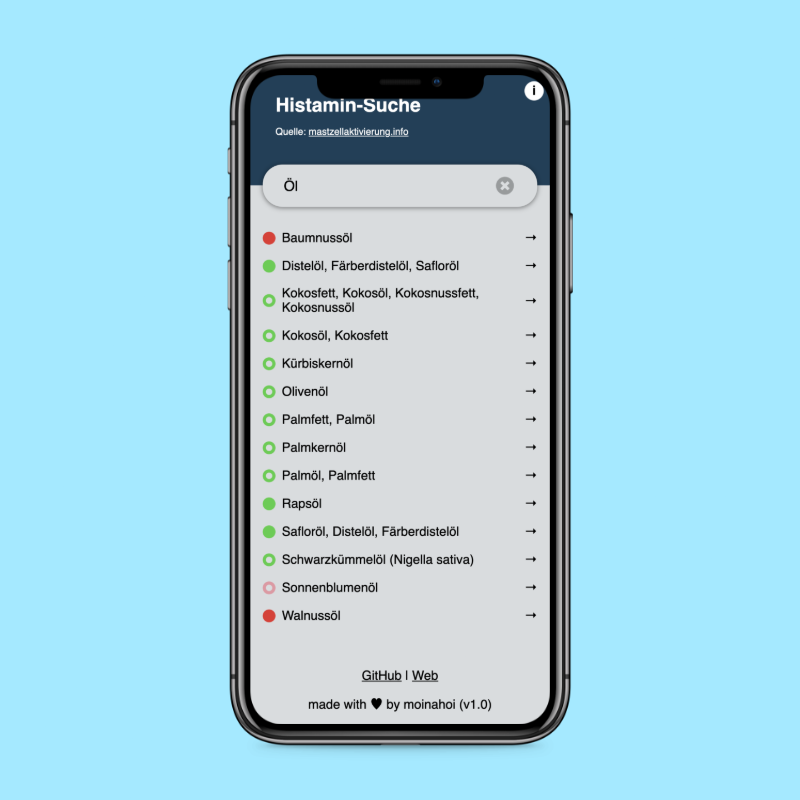 Histamin-Suche
i
Quelle: mastzellaktivierung.info
Öl
Baumnussöl →
Distelöl, Färberdistelöl, Safloröl →
Kokosfett, Kokosöl, Kokosnussfett,
Kokosnussöl →
Kokosöl, Kokosfett →
Kürbiskernöl →
Olivenöl →
Palmfett, Palmöl →
Palmkernöl →
Palmöl, Palmfett →
Rapsöl →
Safloröl, Distelöl, Färberdistelöl →
Schwarzkümmelöl (Nigella sativa) →
Sonnenblumenöl →
Walnussöl →
GitHub | Web
made with ♥ by moinahoi (v1.0)